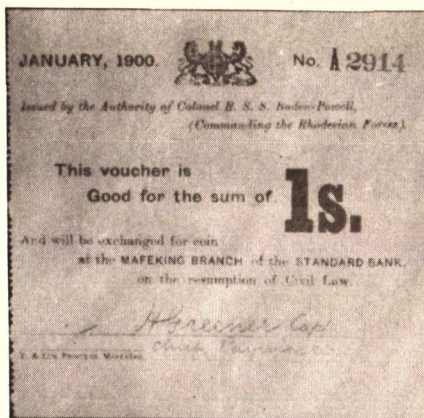 JANUARY, 1900. No. A 2914
Issued by the Authority of Colonel R. S. S. Baden-Powell,
(Commanding the Rhodesian Forces).
This voucher is
Good for the sum of 1s.
And will be exchanged for coin
at the MAFEKING BRANCH of the STANDARD BANK,
on the resumption of Civil Law.
H Greener Cap
Chief Paymaster
Printers Mafeking.